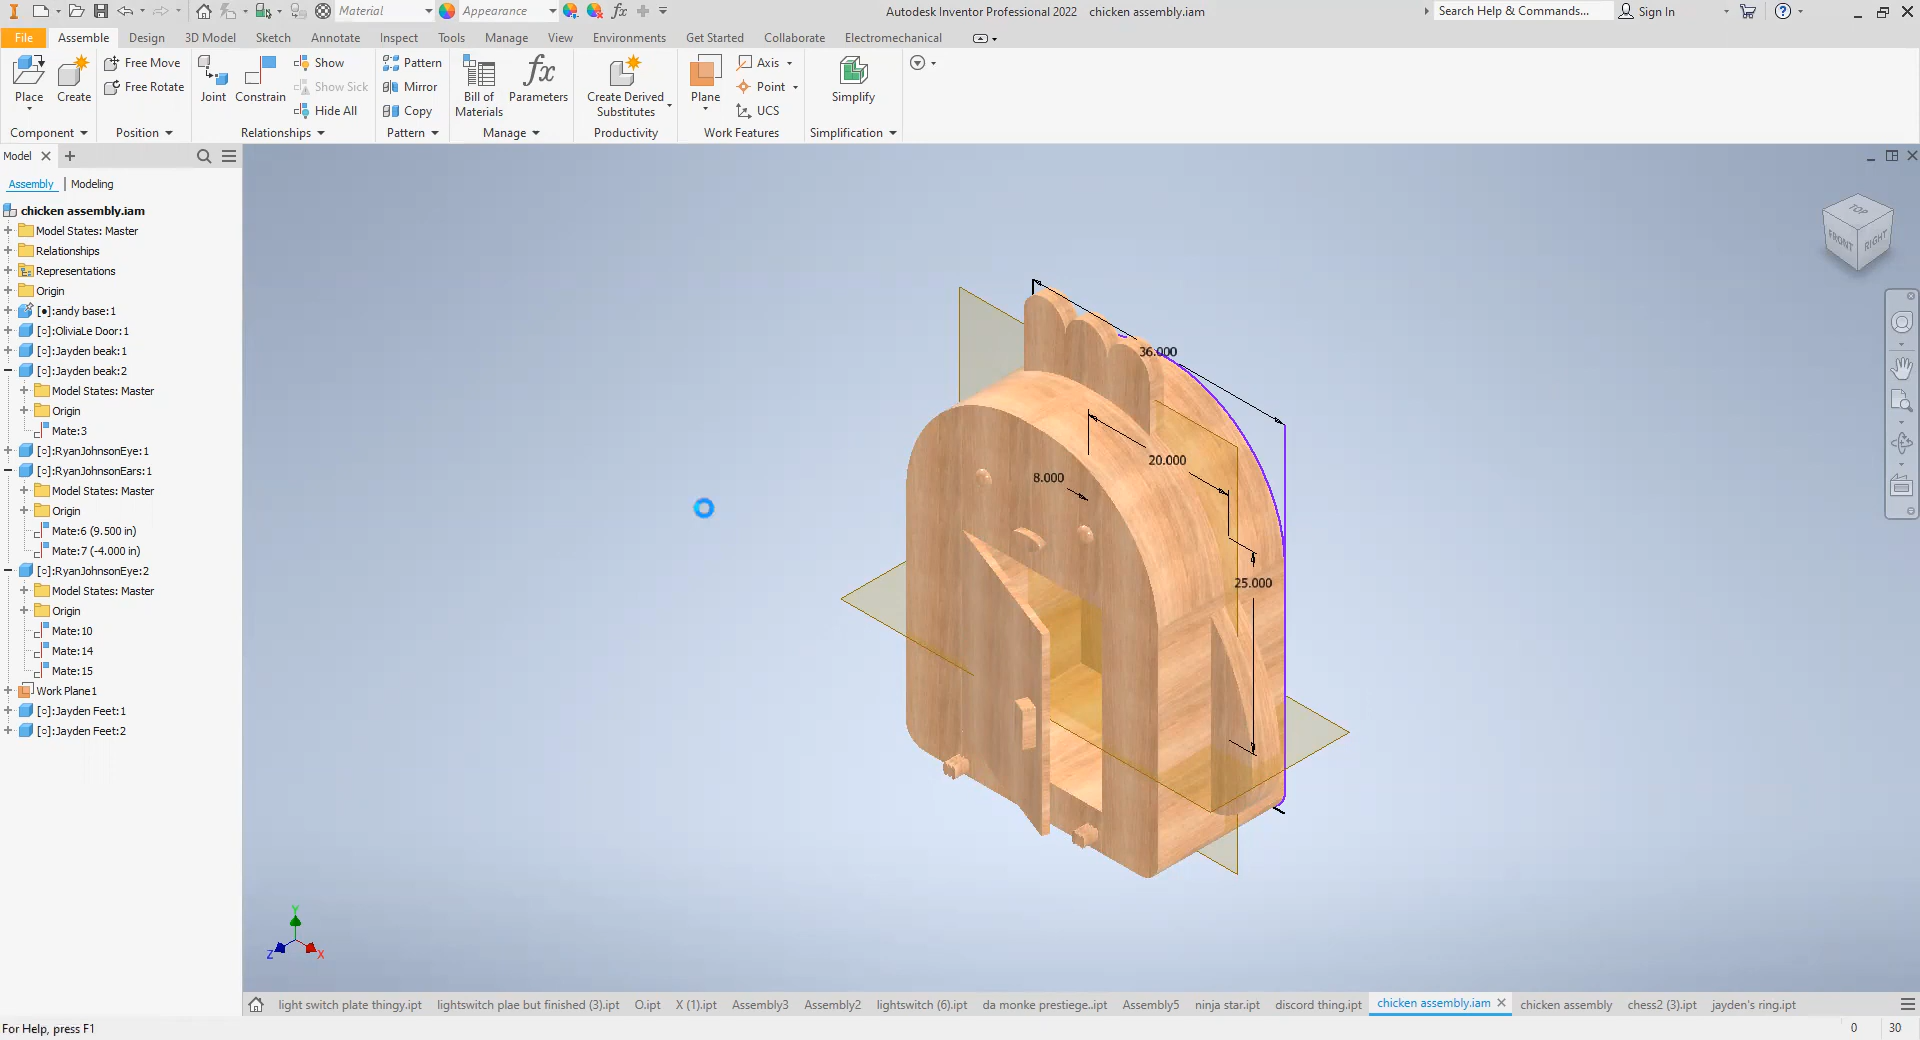 Material
Appearance
fx
Autodesk Inventor Professional 2022 chicken assembly.iam
Search Help & Commands...
Sign In
File Assemble Design 3D Model Sketch Annotate Inspect Tools Manage View Environments Get Started Collaborate Electromechanical
Place
Create
Free Move
Free Rotate
Joint
Constrain
Show
Show Sick
Hide All
Pattern
Mirror
Copy
Bill of
Materials
fx
Parameters
Create Derived
Substitutes
Plane
Axis
Point
UCS
Simplify
Component Position Relationships Pattern Manage Productivity Work Features Simplification
Model
Assembly | Modeling
chicken assembly.iam
Model States: Master
Relationships
Representations
Origin
[●]:andy base:1
[○]:OliviaLe Door:1
[○]:Jayden beak:1
[○]:Jayden beak:2
Model States: Master
Origin
Mate:3
[○]:RyanJohnsonEye:1
[○]:RyanJohnsonEars:1
Model States: Master
Origin
Mate:6 (9.500 in)
Mate:7 (-4.000 in)
[○]:RyanJohnsonEye:2
Model States: Master
Origin
Mate:10
Mate:14
Mate:15
Work Plane1
[○]:Jayden Feet:1
[○]:Jayden Feet:2
TOP
FRONT
RIGHT
36.000
20.000
8.000
25.000
Y
Z
X
light switch plate thingy.ipt lightswitch plae but finished (3).ipt O.ipt X (1).ipt Assembly3 Assembly2 lightswitch (6).ipt da monke prestiege..ipt Assembly5 ninja star.ipt discord thing.ipt chicken assembly.iam chicken assembly chess2 (3).ipt jayden's ring.ipt
For Help, press F1
0 30